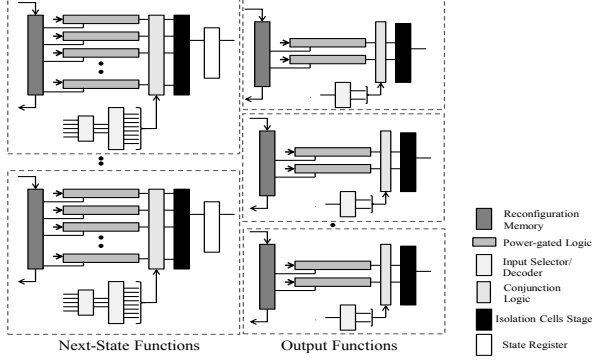 Reconfiguration
Memory
Power-gated Logic
Input Selector/
Decoder
Conjunction
Logic
Isolation Cells Stage
State Register
Next-State Functions
Output Functions